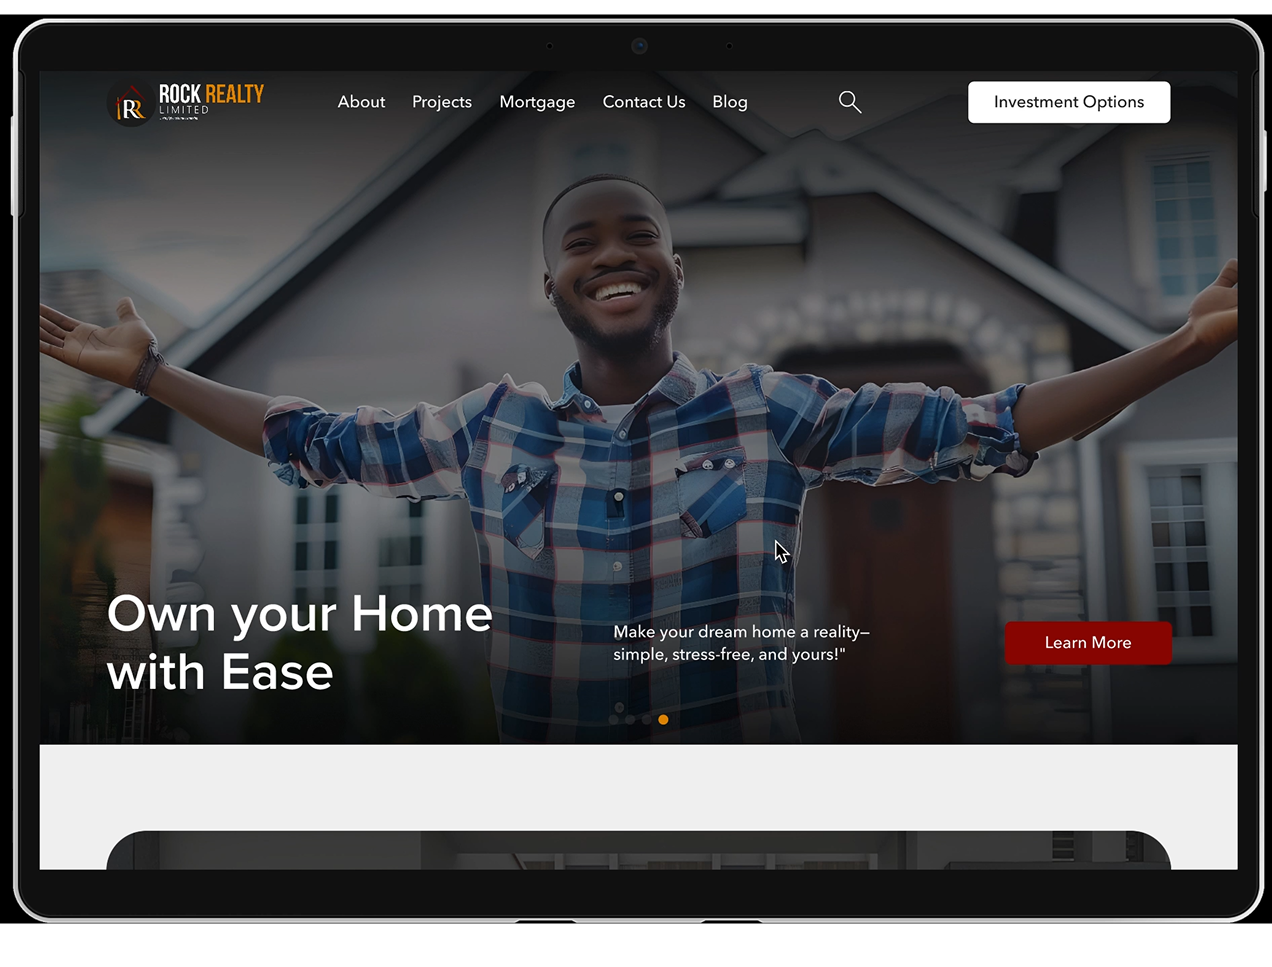 RR
ROCK REALTY
LIMITED
About
Projects
Mortgage
Contact Us
Blog
Investment Options
Own your Home
with Ease
Make your dream home a reality—
simple, stress-free, and yours!"
Learn More